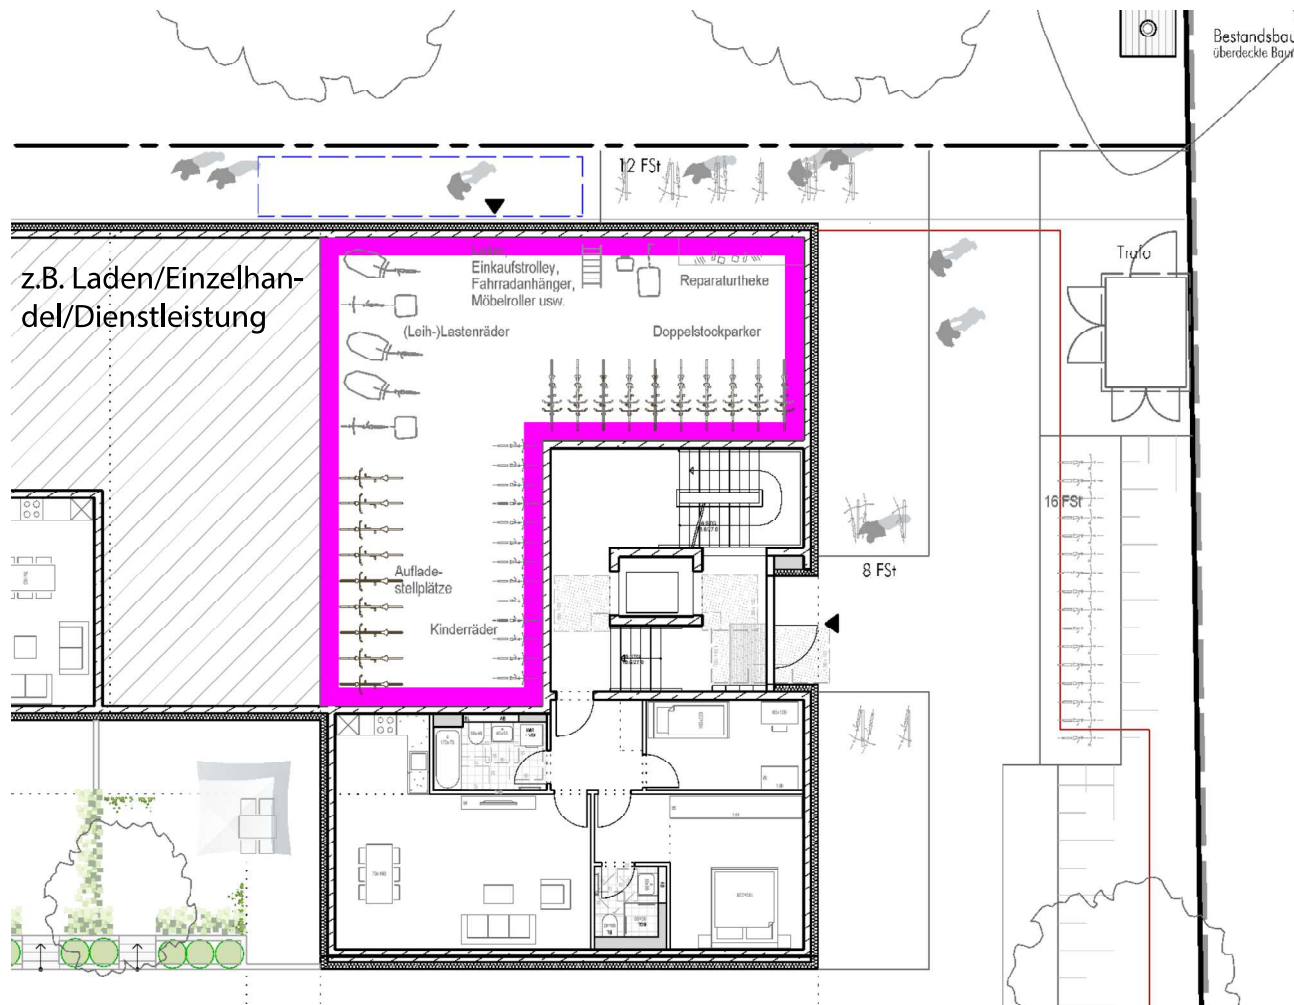 Bestandsbau
überdeckte Baum
12 FSt
z.B. Laden/Einzelhan-
del/Dienstleistung
Einkaufstrolley,
Fahrradanhänger,
Möbelroller usw.
Reparaturtheke
Trafo
(Leih-)Lastenräder
Doppelstockparker
16 FSt
Auflade-
stellplätze
8 FSt
Kinderräder